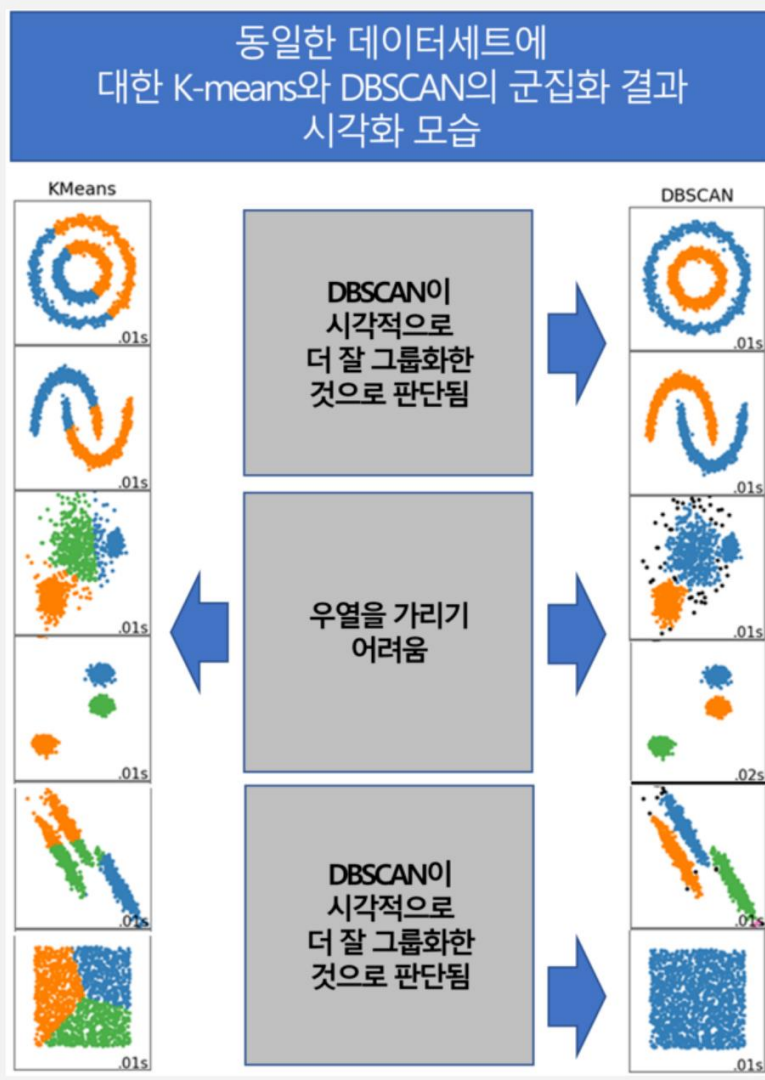 동일한 데이터세트에
대한 K-means와 DBSCAN의 군집화 결과
시각화 모습
KMeans
DBSCAN
.01s
.01s
.01s
.01s
.01s
.01s
DBSCAN이
시각적으로
더 잘 그룹화한
것으로 판단됨
우열을 가리기
어려움
DBSCAN이
시각적으로
더 잘 그룹화한
것으로 판단됨
.01s
.01s
.01s
.02s
.01s
.01s